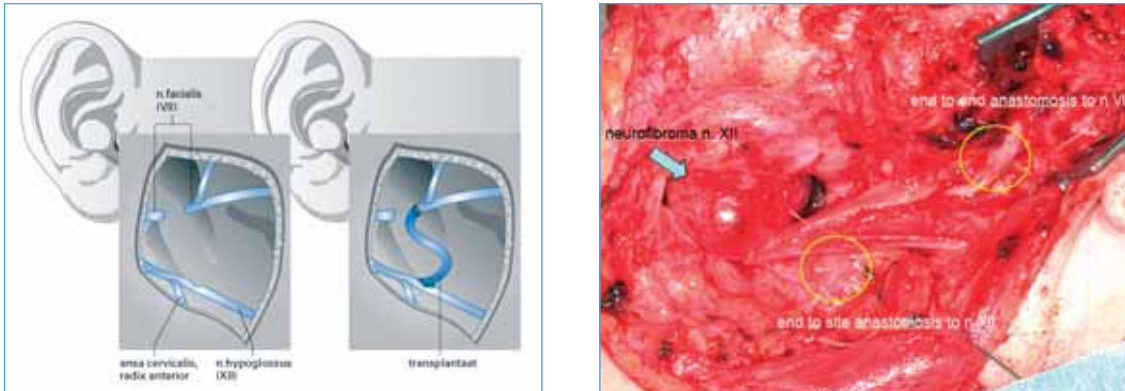 n.facialis
(VII)
ansa cervicalis,
radix anterior
n.hypoglossus
(XII)
transplantaat
end to end anastomosis to n VII
neurofibroma n. XII
end to site anastomosis to n XII